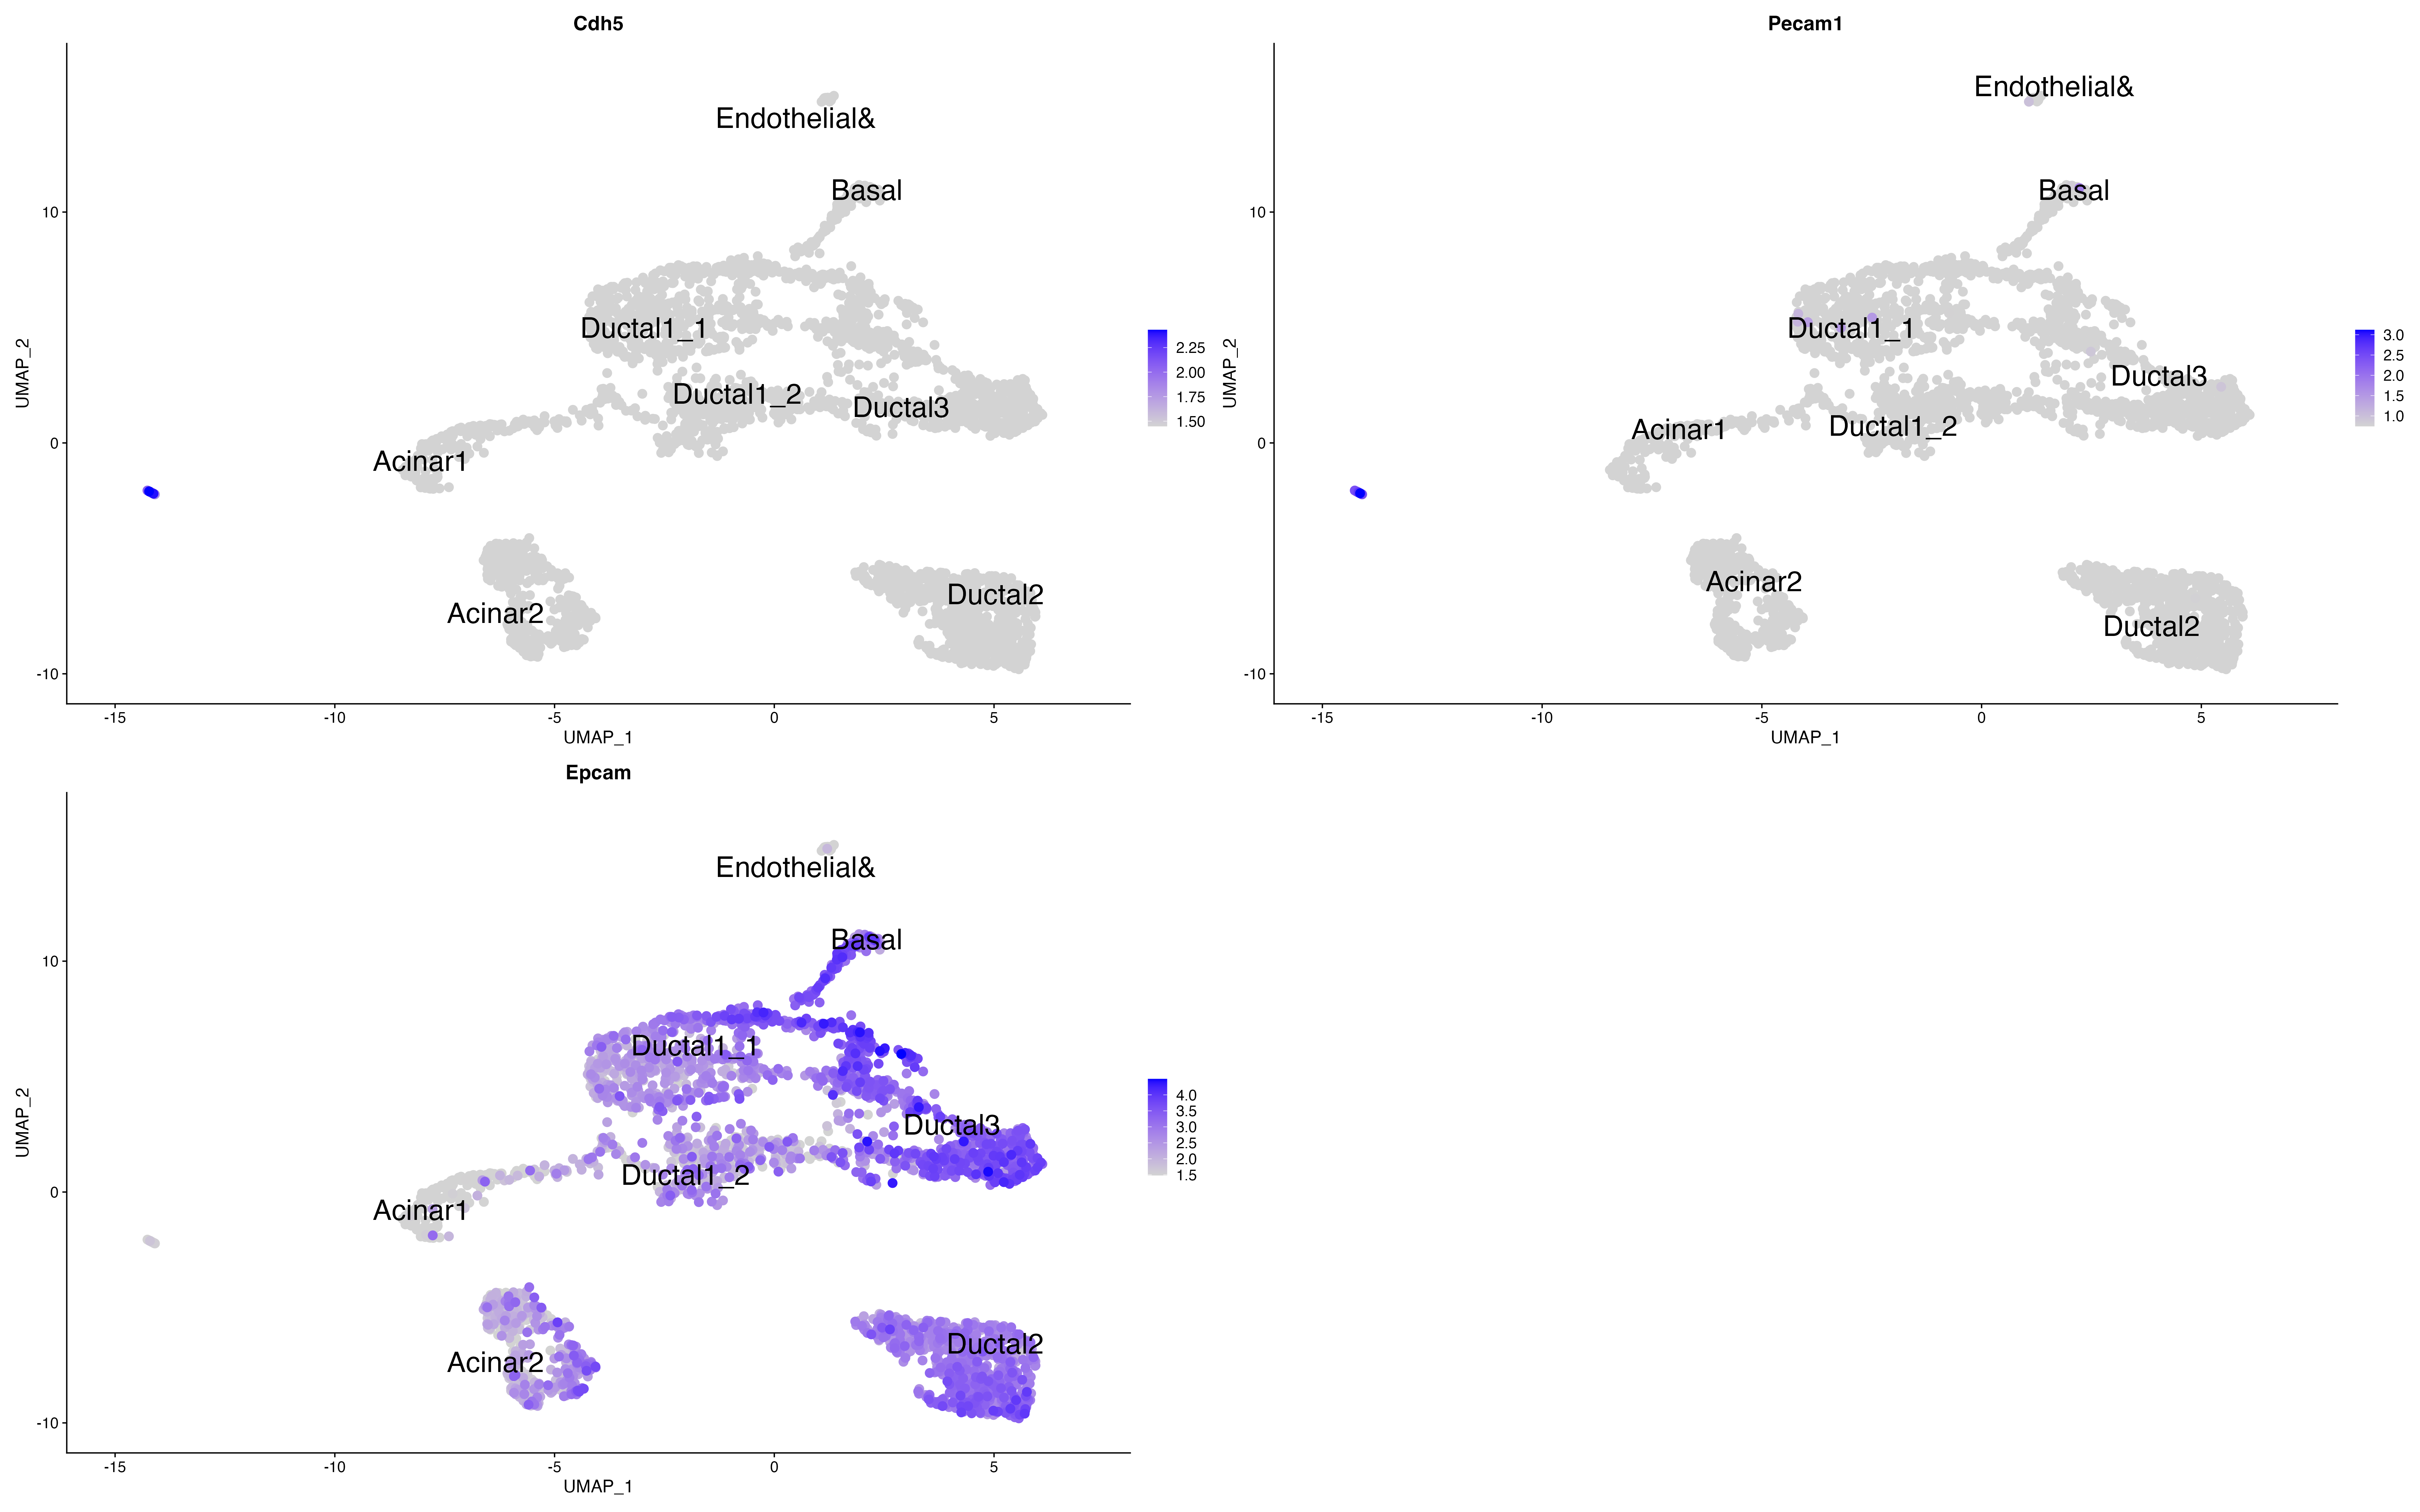 Cdh5
Endothelial&
Basal
Ductal1_1
Ductal1_2
Ductal3
Acinar1
Acinar2
Ductal2
UMAP_2
10
0
-10
-15
-10
-5
0
5
UMAP_1
2.25
2.00
1.75
1.50
Pecam1
Endothelial&
Basal
Ductal1_1
Ductal3
Acinar1
Ductal1_2
Acinar2
Ductal2
UMAP_2
10
0
-10
-15
-10
-5
0
5
UMAP_1
3.0
2.5
2.0
1.5
1.0
Epcam
Endothelial&
Basal
Ductal1_1
Ductal3
Ductal1_2
Acinar1
Acinar2
Ductal2
UMAP_2
10
0
-10
-15
-10
-5
0
5
UMAP_1
4.0
3.5
3.0
2.5
2.0
1.5